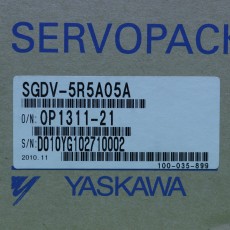 SERVOPACK
SGDV-5R5A05A
O/N: OP1311-21
S/N: D010YG102710002
2010.11
100-035-899
YASKAWA